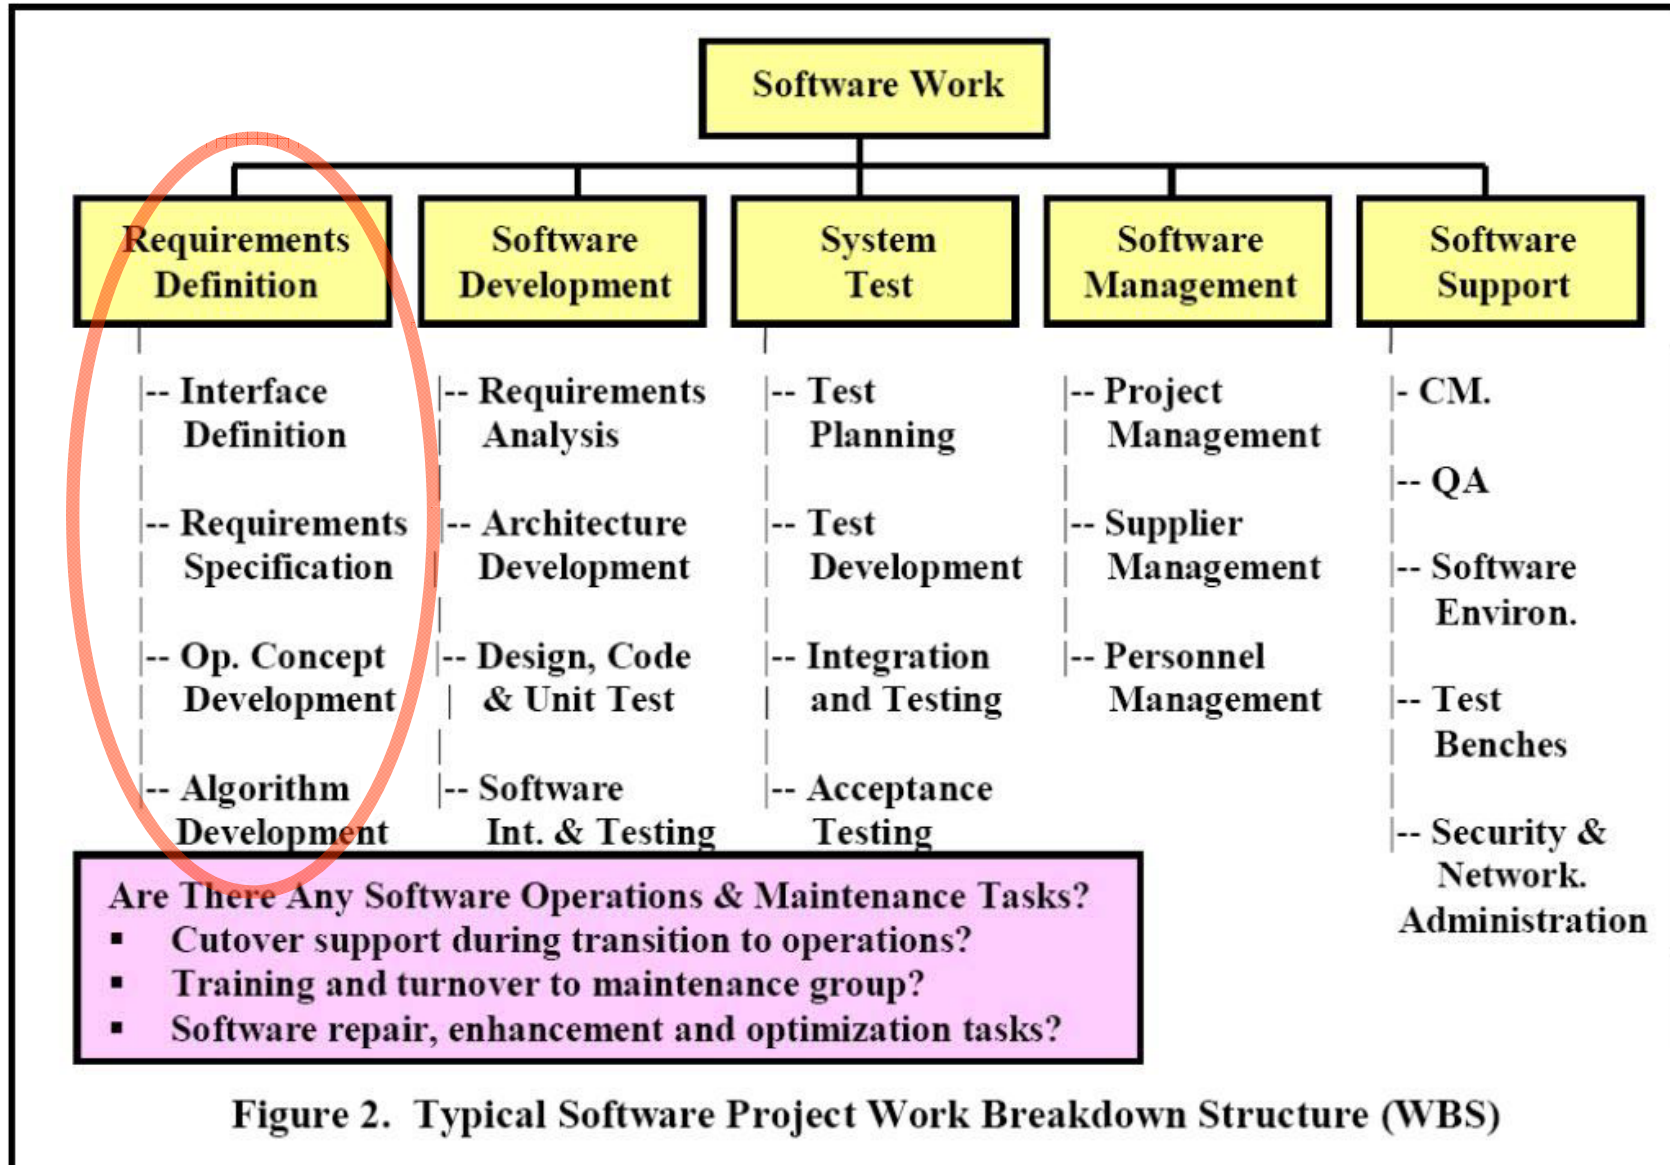 Software Work
Requirements
Definition
-- Interface
Definition
-- Requirements
Specification
-- Op. Concept
Development
-- Algorithm
Development
Software
Development
-- Requirements
Analysis
-- Architecture
Development
-- Design, Code
& Unit Test
-- Software
Int. & Testing
System
Test
-- Test
Planning
-- Test
Development
-- Integration
and Testing
-- Acceptance
Testing
Software
Management
-- Project
Management
-- Supplier
Management
-- Personnel
Management
Software
Support
- CM.
-- QA
-- Software
Environ.
-- Test
Benches
-- Security &
Network.
Administration
Are There Any Software Operations & Maintenance Tasks?
▪ Cutover support during transition to operations?
▪ Training and turnover to maintenance group?
▪ Software repair, enhancement and optimization tasks?
Figure 2. Typical Software Project Work Breakdown Structure (WBS)